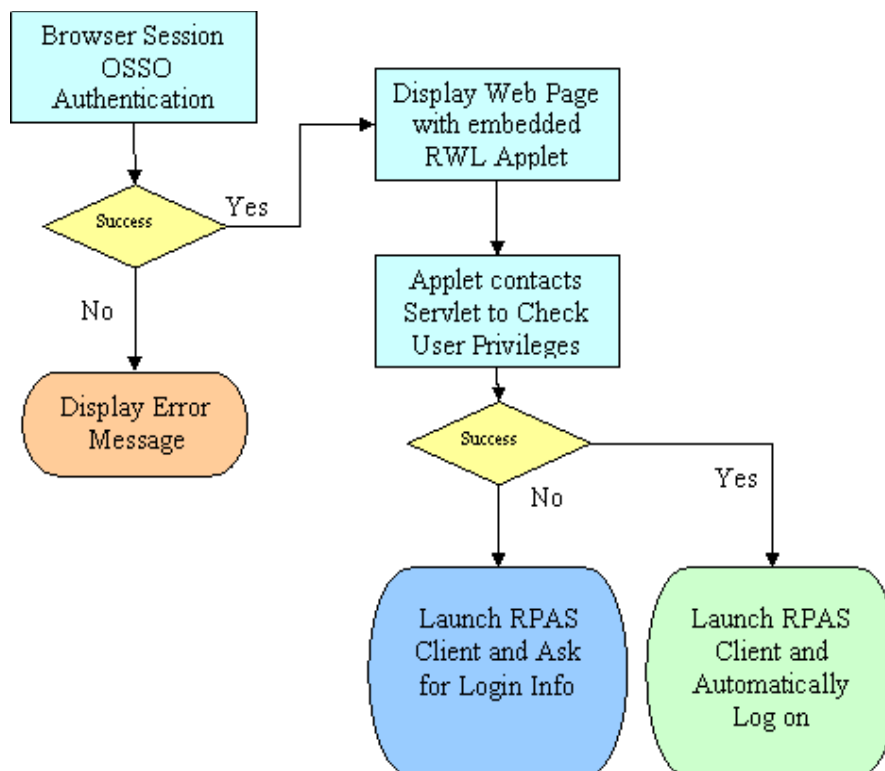 Browser Session
OSSO
Authentication
Display Web Page
with embedded
RWL Applet
Success
Yes
No
Applet contacts
Servlet to Check
User Privileges
Display Error
Message
Success
Yes
No
Launch RPAS
Client and Ask
for Login Info
Launch RPAS
Client and
Automatically
Log on